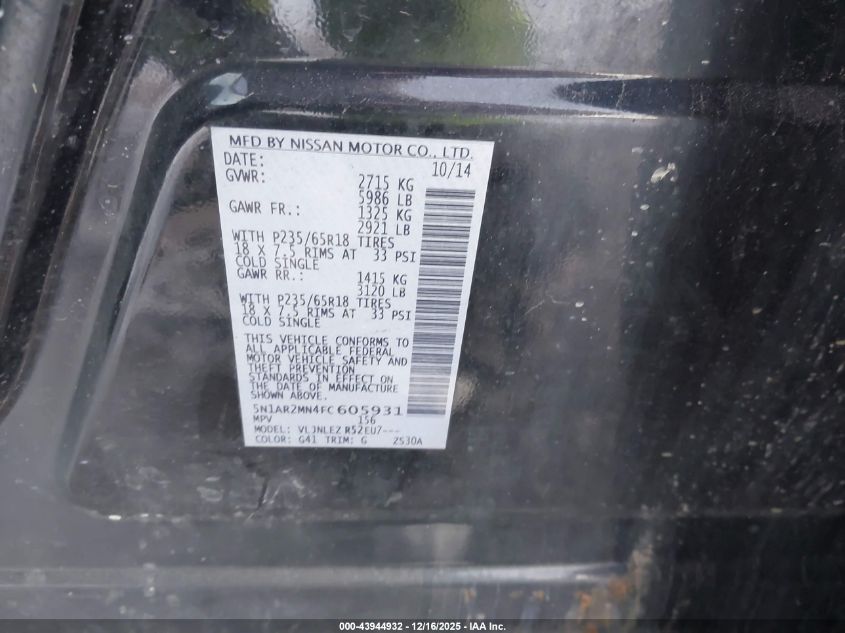 MFD BY NISSAN MOTOR CO., LTD.
DATE: 10/14
GVWR: 2715 KG
5986 LB
GAWR FR.: 1325 KG
2921 LB
WITH P235/65R18 TIRES
18 X 7.5 RIMS AT 33 PSI
COLD SINGLE
GAWR RR.: 1415 KG
3120 LB
WITH P235/65R18 TIRES
18 X 7.5 RIMS AT 33 PSI
COLD SINGLE
THIS VEHICLE CONFORMS TO
ALL APPLICABLE FEDERAL
MOTOR VEHICLE SAFETY AND
THEFT PREVENTION
STANDARDS IN EFFECT ON
THE DATE OF MANUFACTURE
SHOWN ABOVE.
5N1AR2MN4FC605931
MPV 156
MODEL: VLJNLEZ R52EU7---
COLOR: G41 TRIM: G 2S30A
000-43944932 - 12/16/2025 - IAA Inc.